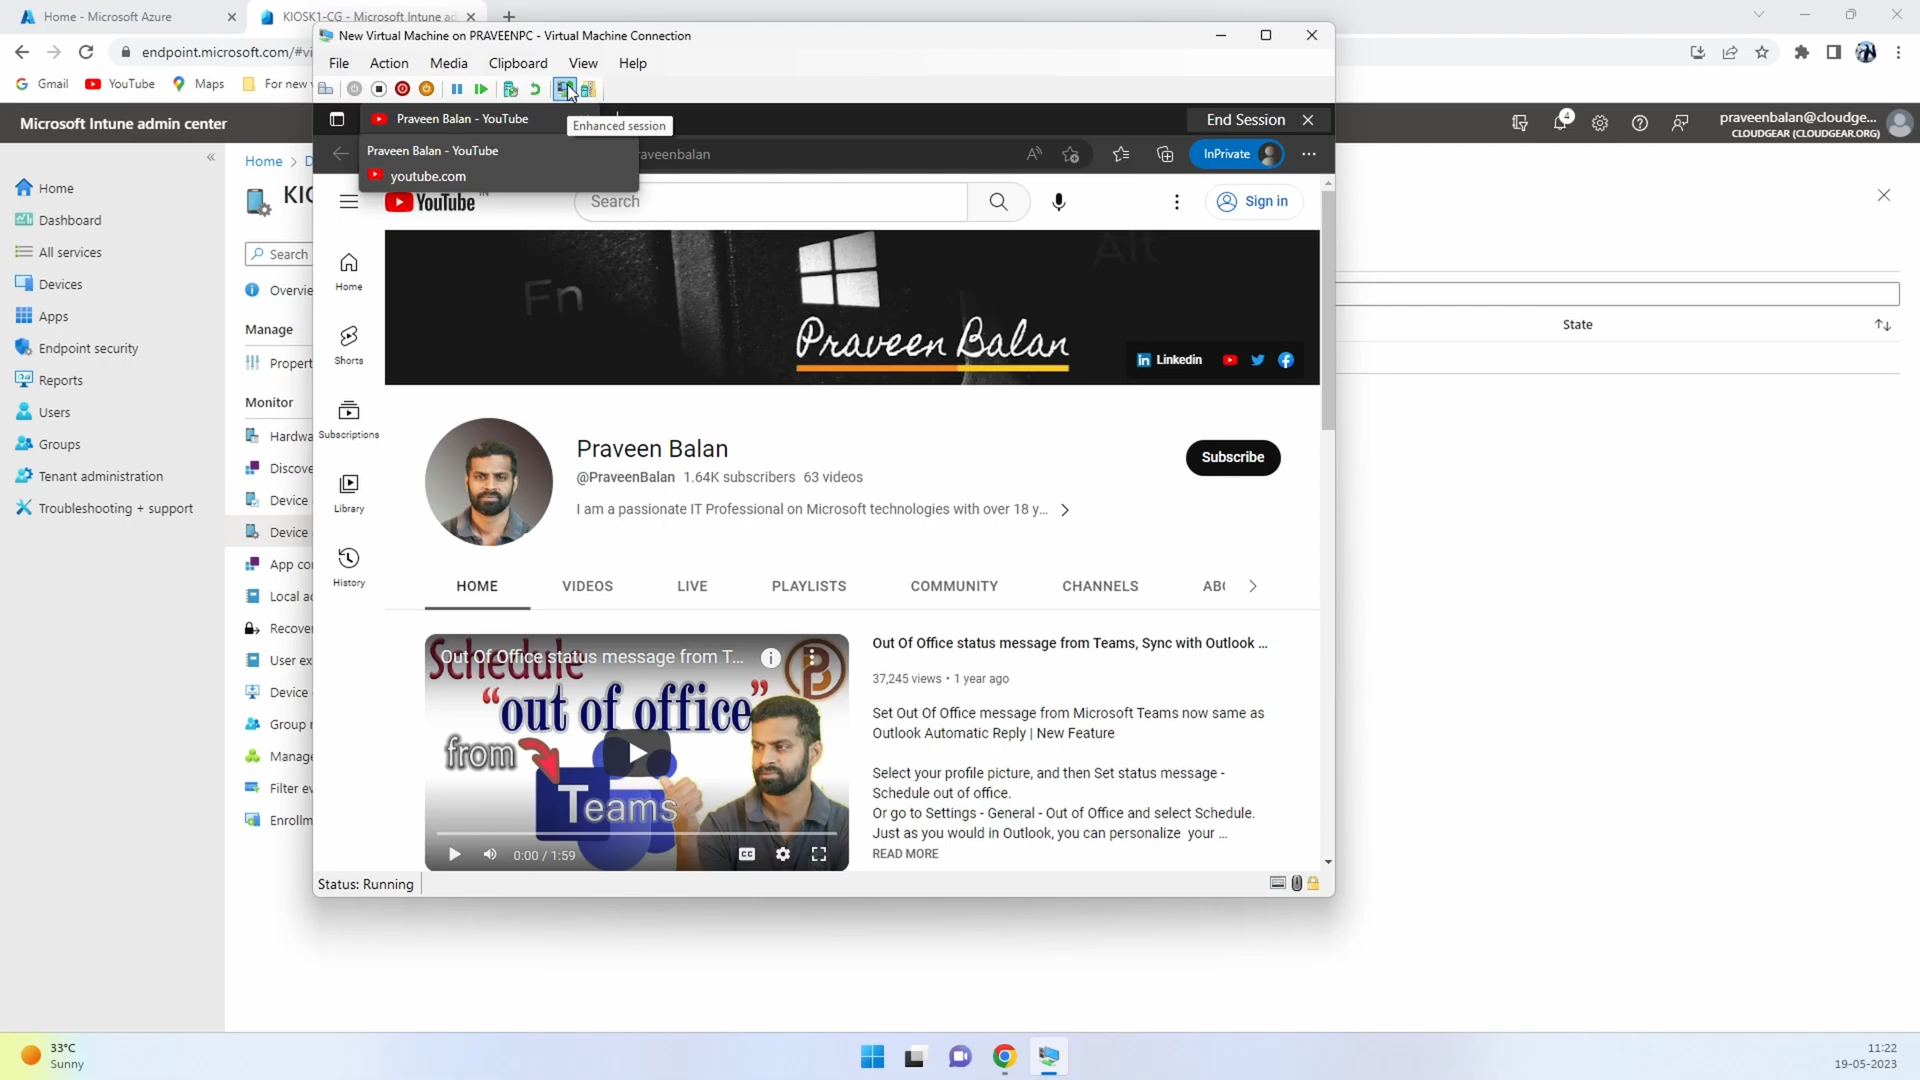 Home - Microsoft Azure
KIOSK1-CG - Microsoft Intune ad
endpoint.microsoft.com/#vi
Gmail
YouTube
Maps
For new
Microsoft Intune admin center
praveenbalan@cloudge...
CLOUDGEAR (CLOUDGEAR.ORG)
4
Home
Dashboard
All services
Devices
Apps
Endpoint security
Reports
Users
Groups
Tenant administration
Troubleshooting + support
Home > D
KIO
Search
Overvie
Manage
Propert
Monitor
Hardwa
Discove
Device
Device
App co
Local a
Recove
User ex
Device
Group
Manage
Filter ev
Enrollm
State
New Virtual Machine on PRAVEENPC - Virtual Machine Connection
File
Action
Media
Clipboard
View
Help
Praveen Balan - YouTube
Enhanced session
End Session
Praveen Balan - YouTube
youtube.com
raveenbalan
InPrivate
YouTube IN
Search
Sign in
Home
Shorts
Subscriptions
Library
History
Fn
Alt
Praveen Balan
Linkedin
Praveen Balan
@PraveenBalan 1.64K subscribers 63 videos
I am a passionate IT Professional on Microsoft technologies with over 18 y...
Subscribe
HOME
VIDEOS
LIVE
PLAYLISTS
COMMUNITY
CHANNELS
Out Of Office status message from T...
Schedule
"out of office"
from
Teams
0:00 / 1:59
Out Of Office status message from Teams, Sync with Outlook ...
37,245 views • 1 year ago
Set Out Of Office message from Microsoft Teams now same as
Outlook Automatic Reply | New Feature
Select your profile picture, and then Set status message -
Schedule out of office.
Or go to Settings - General - Out of Office and select Schedule.
Just as you would in Outlook, you can personalize your ...
READ MORE
Status: Running
33°C
Sunny
11:22
19-05-2023